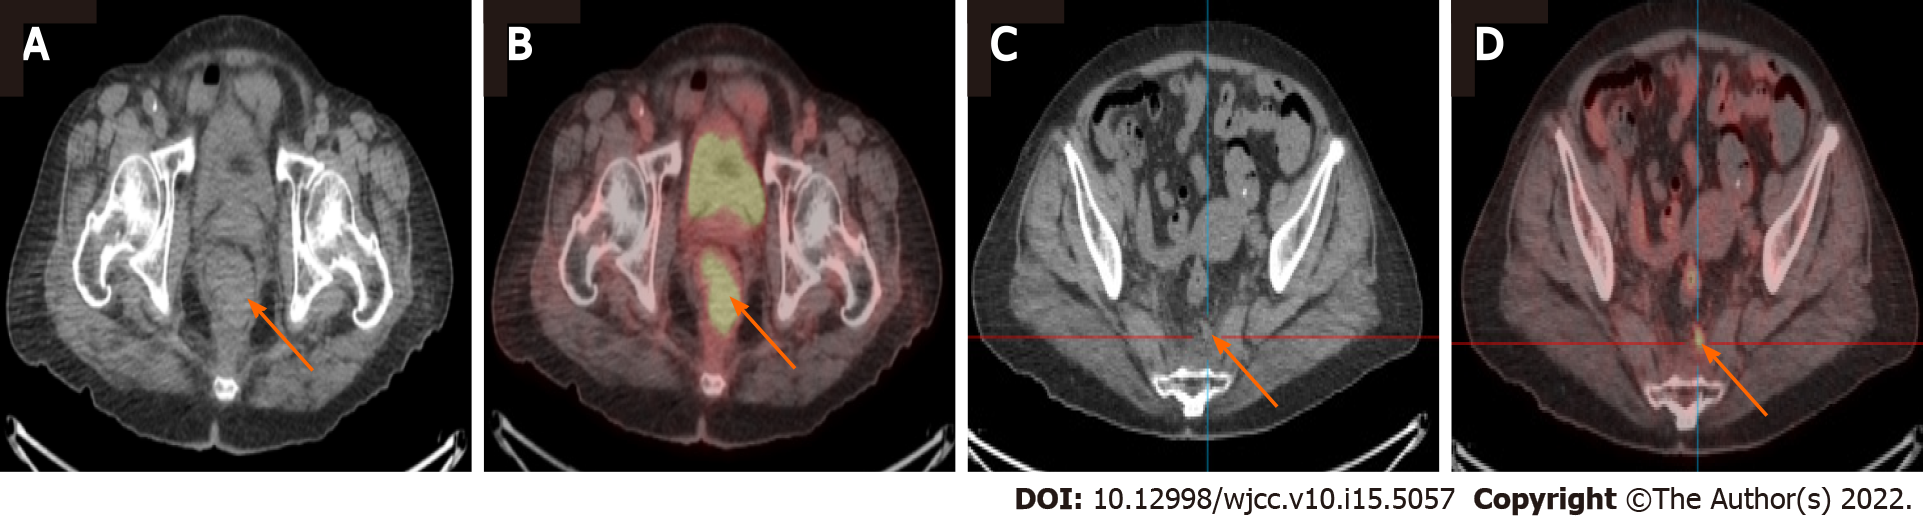 A B C D
DOI: 10.12998/wjcc.v10.i15.5057 Copyright ©The Author(s) 2022.